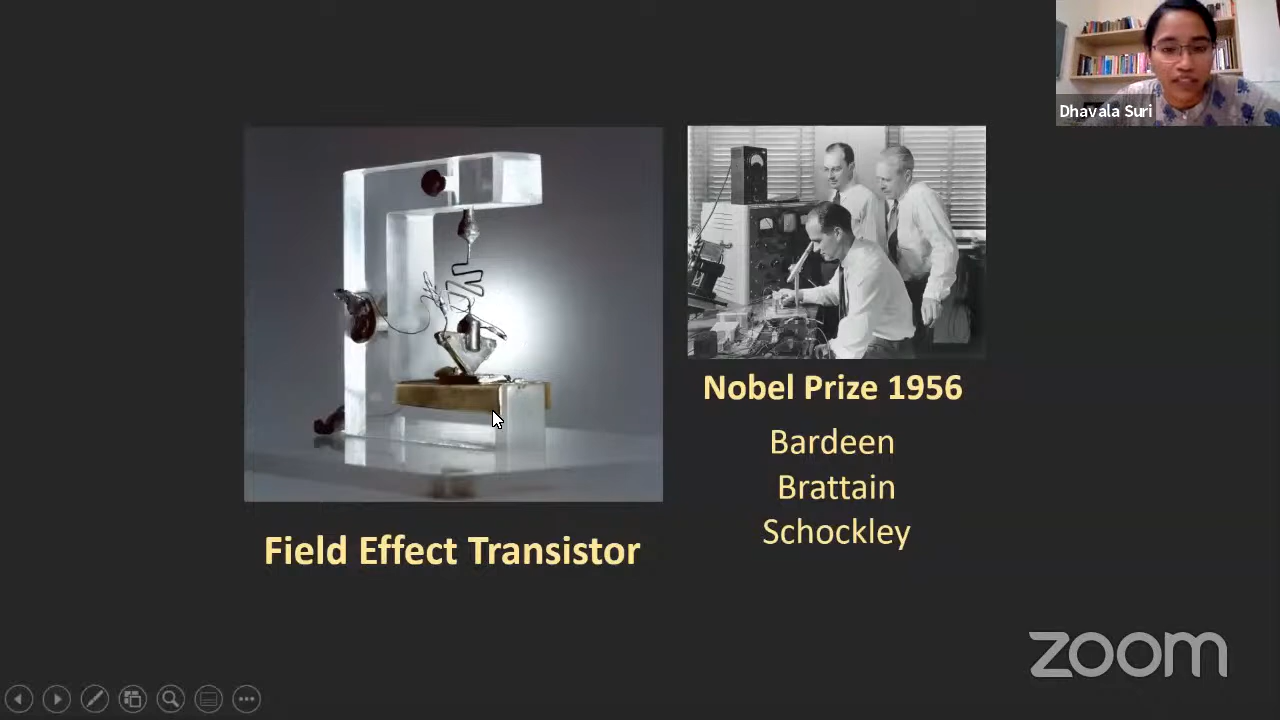 Dhavala Suri
Nobel Prize 1956
Bardeen
Brattain
Schockley
Field Effect Transistor
zoom